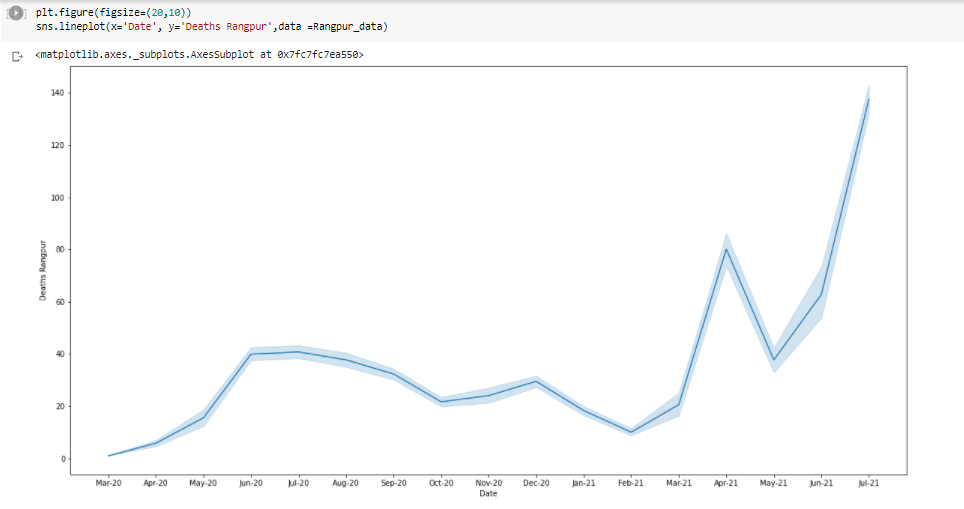 plt.figure(figsize=(20,10))
sns.lineplot(x='Date', y='Deaths Rangpur',data =Rangpur_data)
<matplotlib.axes._subplots.AxesSubplot at 0x7fc7fc7ea550>
140
120
100
80
60
40
20
0
Deaths Rangpur
Mar-20 Apr-20 May-20 Jun-20 Jul-20 Aug-20 Sep-20 Oct-20 Nov-20 Dec-20 Jan-21 Feb-21 Mar-21 Apr-21 May-21 Jun-21 Jul-21
Date